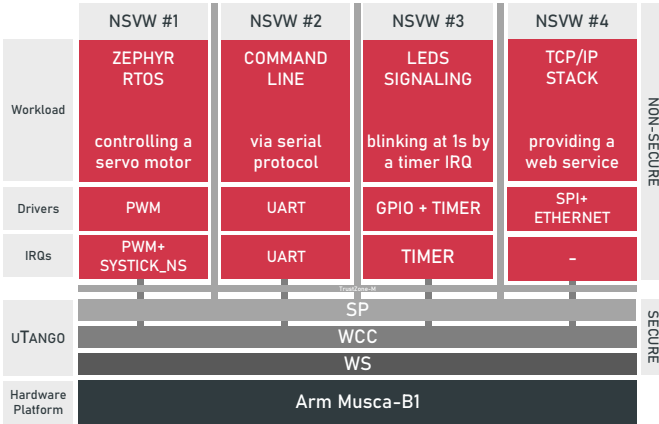 NSVW #1
NSVW #2
NSVW #3
NSVW #4
Workload
ZEPHYR
RTOS
controlling a
servo motor
COMMAND
LINE
via serial
protocol
LEDS
SIGNALING
blinking at 1s by
a timer IRQ
TCP/IP
STACK
providing a
web service
NON-SECURE
Drivers
PWM
UART
GPIO + TIMER
SPI+
ETHERNET
IRQs
PWM+
SYSTICK_NS
UART
TIMER
-
TrustZone-M
uTANGO
SP
WCC
WS
SECURE
Hardware
Platform
Arm Musca-B1